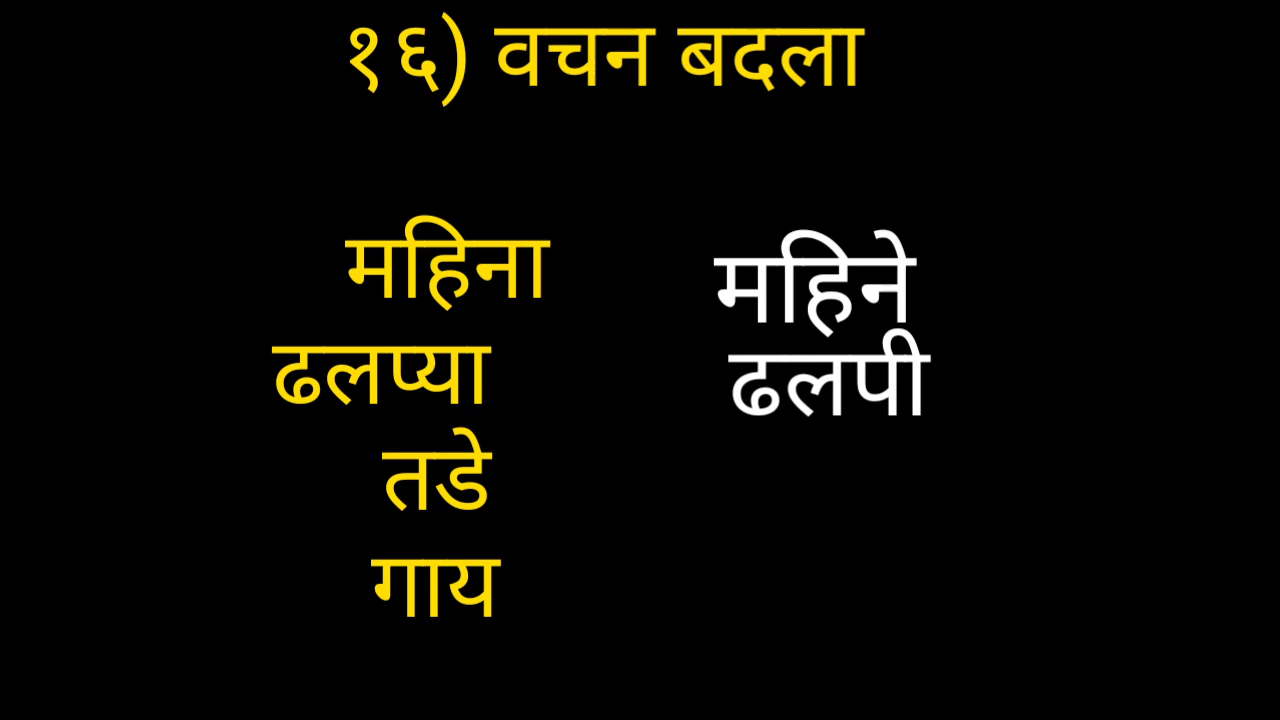 १६) वचन बदला
महिना महिने
ढलप्या ढलपी
तडे
गाय